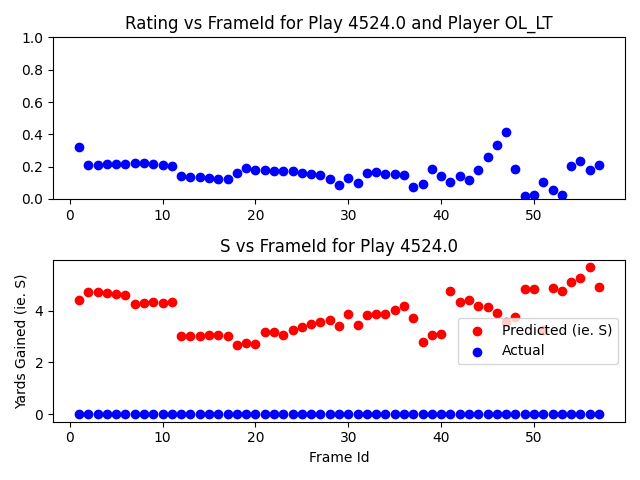 Rating vs FrameId for Play 4524.0 and Player OL_LT
1.0
0.8
0.6
0.4
0.2
0.0
0 10 20 30 40 50
S vs FrameId for Play 4524.0
Yards Gained (ie. S)
4
2
0
Predicted (ie. S)
Actual
0 10 20 30 40 50
Frame Id